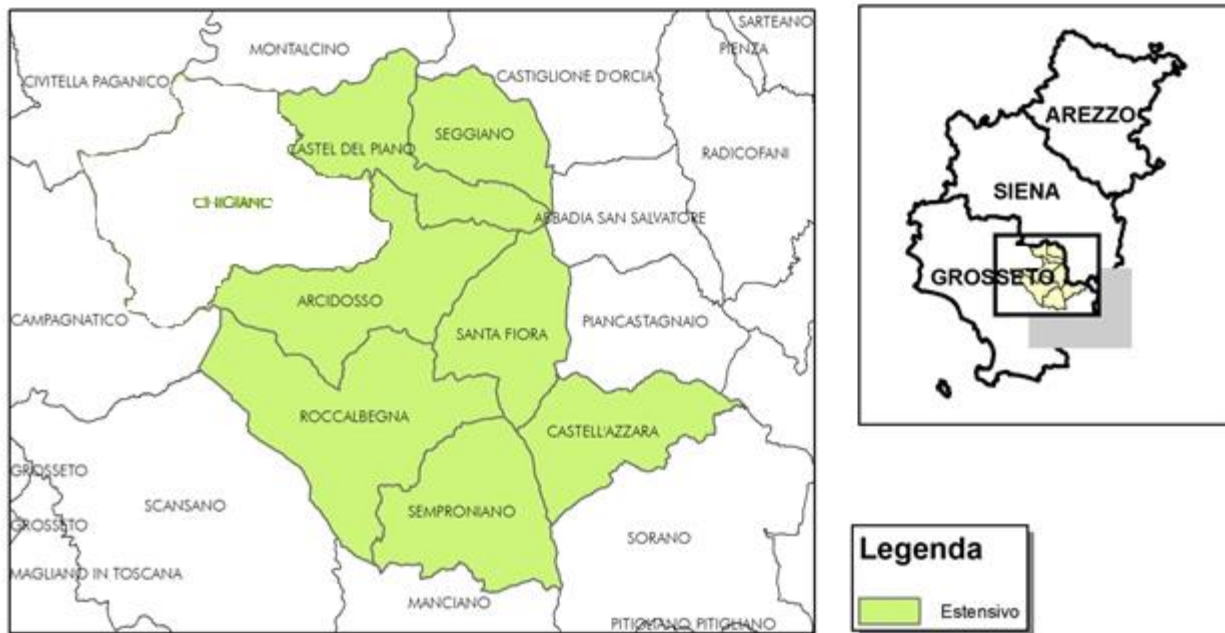 SARTEANO
MONTALCINO
PIENZA
CIVITELLA PAGANICO
CASTIGLIONE D'ORCIA
SEGGIANO
CASTEL DEL PIANO
RADICOFANI
ABBADIA SAN SALVATORE
ARCIDOSSO
CAMPAGNATICO
PIANCASTAGNAIO
SANTA FIORA
ROCCALBEGNA
CASTELL'AZZARA
GROSSETO
SCANSANO
SEMPRONIANO
GROSSETO
SORANO
MAGLIANO IN TOSCANA
MANCIANO
PITIGLIANO PITIGLIANO
AREZZO
SIENA
GROSSETO
Legenda
Estensivo